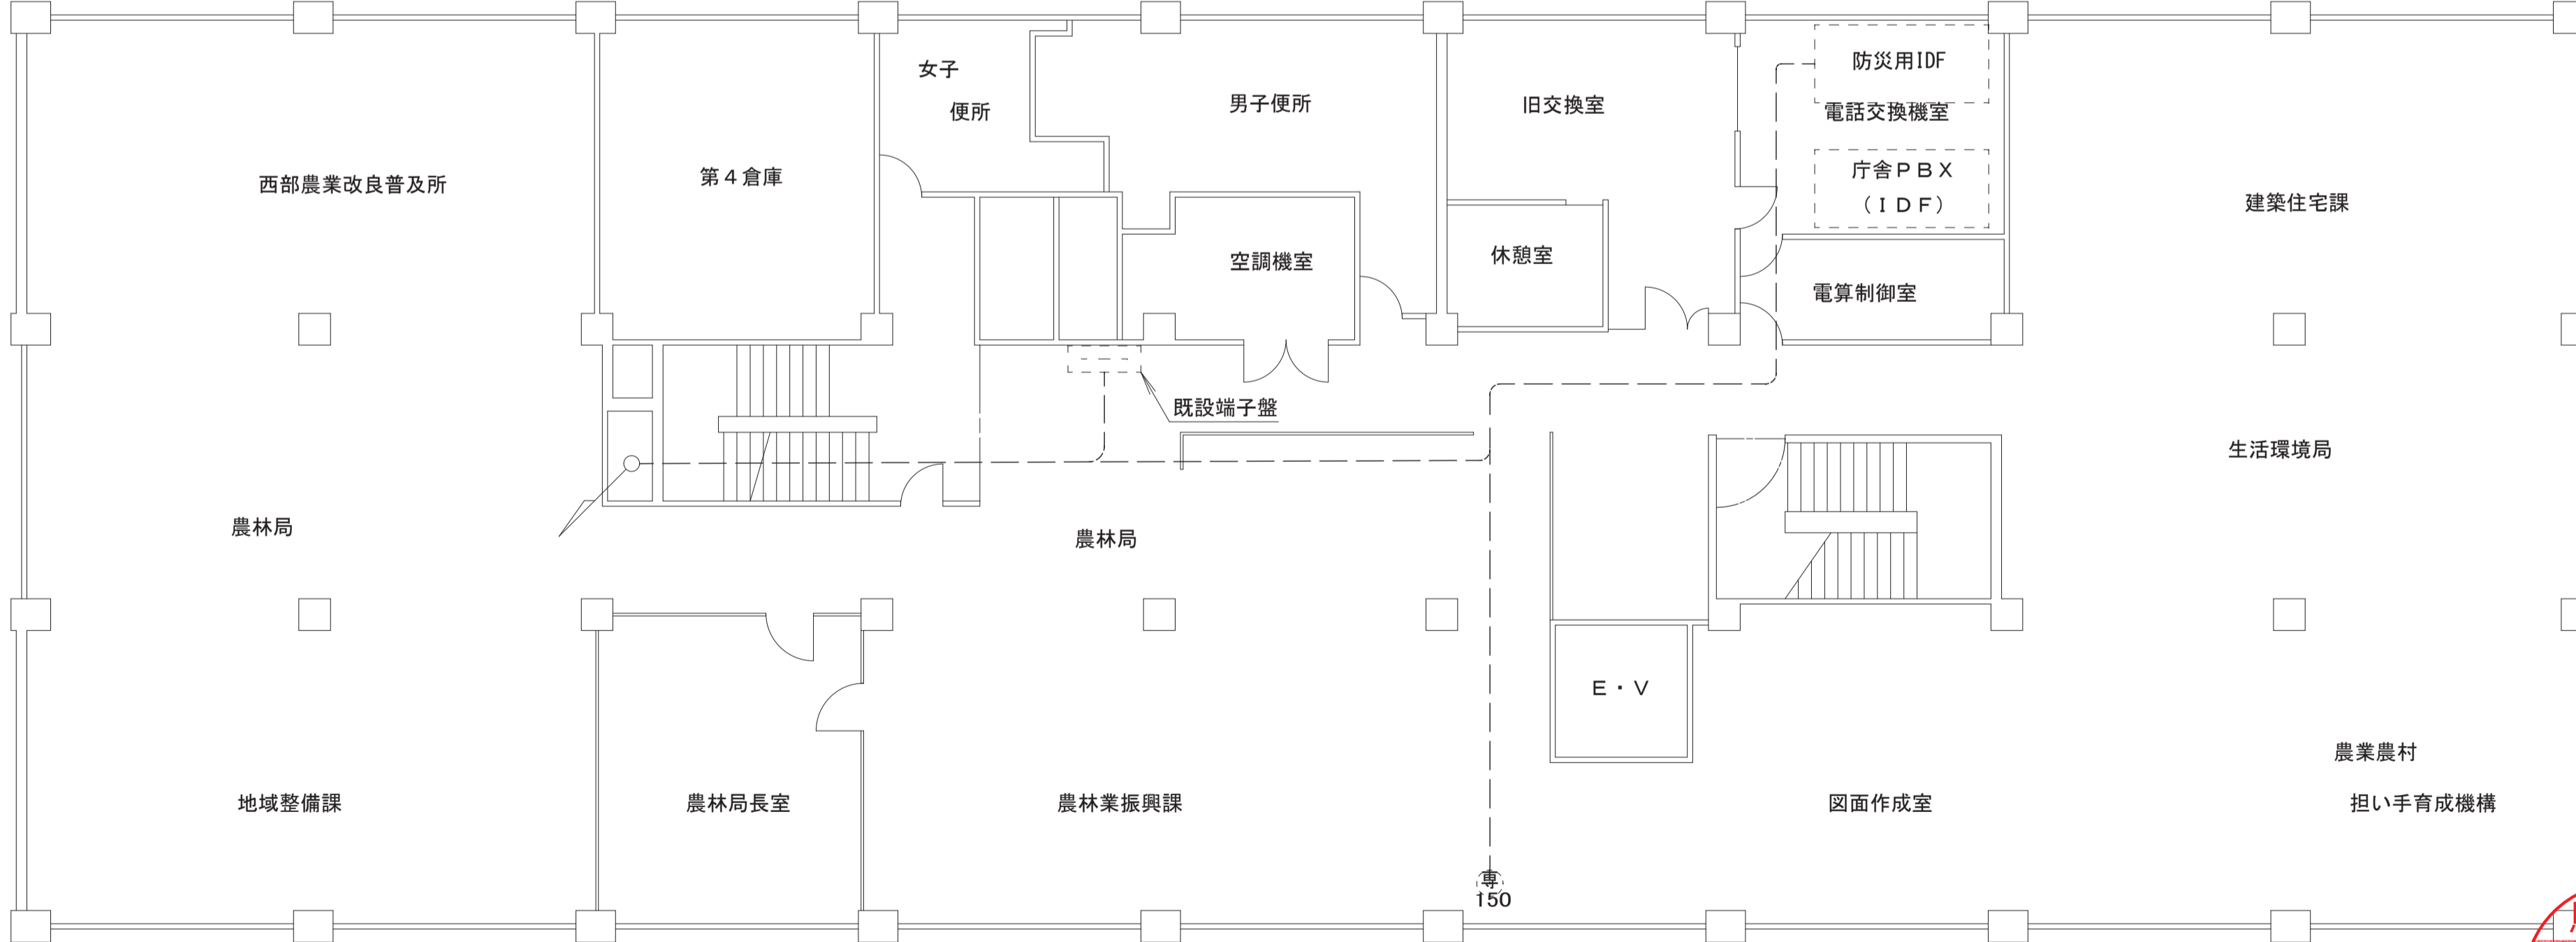 女子
便所
男子便所
旧交換室
防災用IDF
電話交換機室
庁舎ＰＢＸ
（ＩＤＦ）
西部農業改良普及所
第４倉庫
建築住宅課
空調機室
休憩室
電算制御室
既設端子盤
生活環境局
農林局
農林局
Ｅ・Ｖ
農業農村
担い手育成機構
地域整備課
農林局長室
農林業振興課
図面作成室
専
150